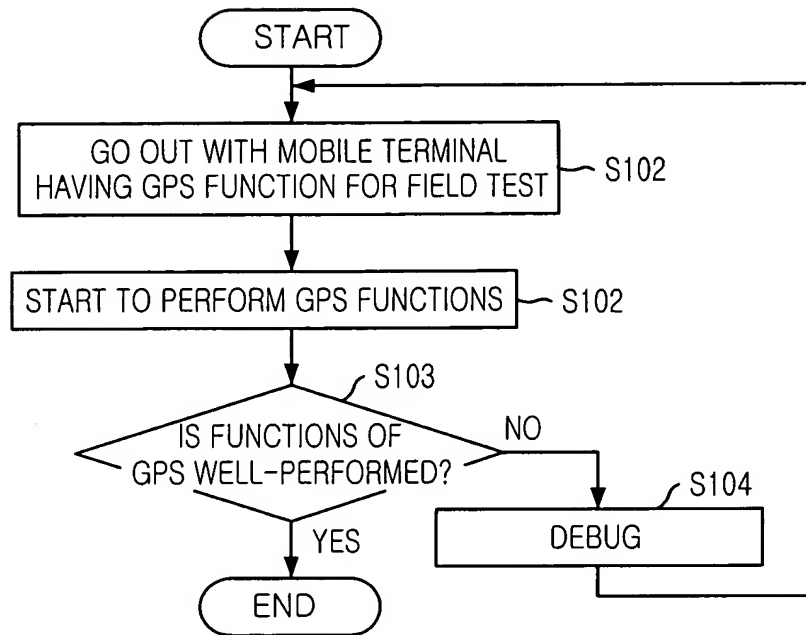 START
GO OUT WITH MOBILE TERMINAL
HAVING GPS FUNCTION FOR FIELD TEST
S102
START TO PERFORM GPS FUNCTIONS
S102
S103
IS FUNCTIONS OF
GPS WELL-PERFORMED?
NO
S104
DEBUG
YES
END